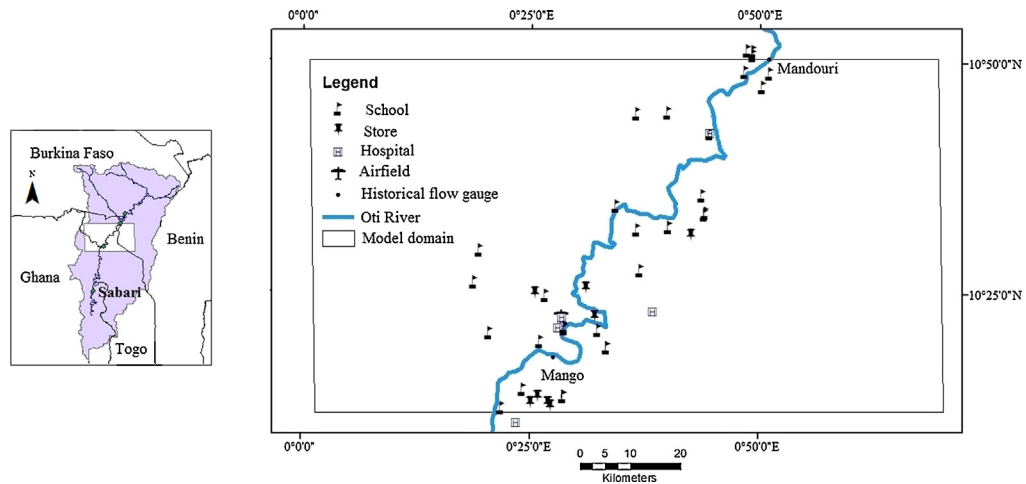 0°0'0"
0°25'0"E
0°50'0"E
10°50'0"E
Mandouri
Legend
School
Store
H Hospital
Airfield
Historical flow gauge
Oti River
Model domain
Burkina Faso
N
Benin
Ghana
Sabari
Togo
H
H
H
H
H
10°25'0"E
Mango
0°0'0"
0°25'0"E
0°50'0"E
0 5 10 20
Kilometers